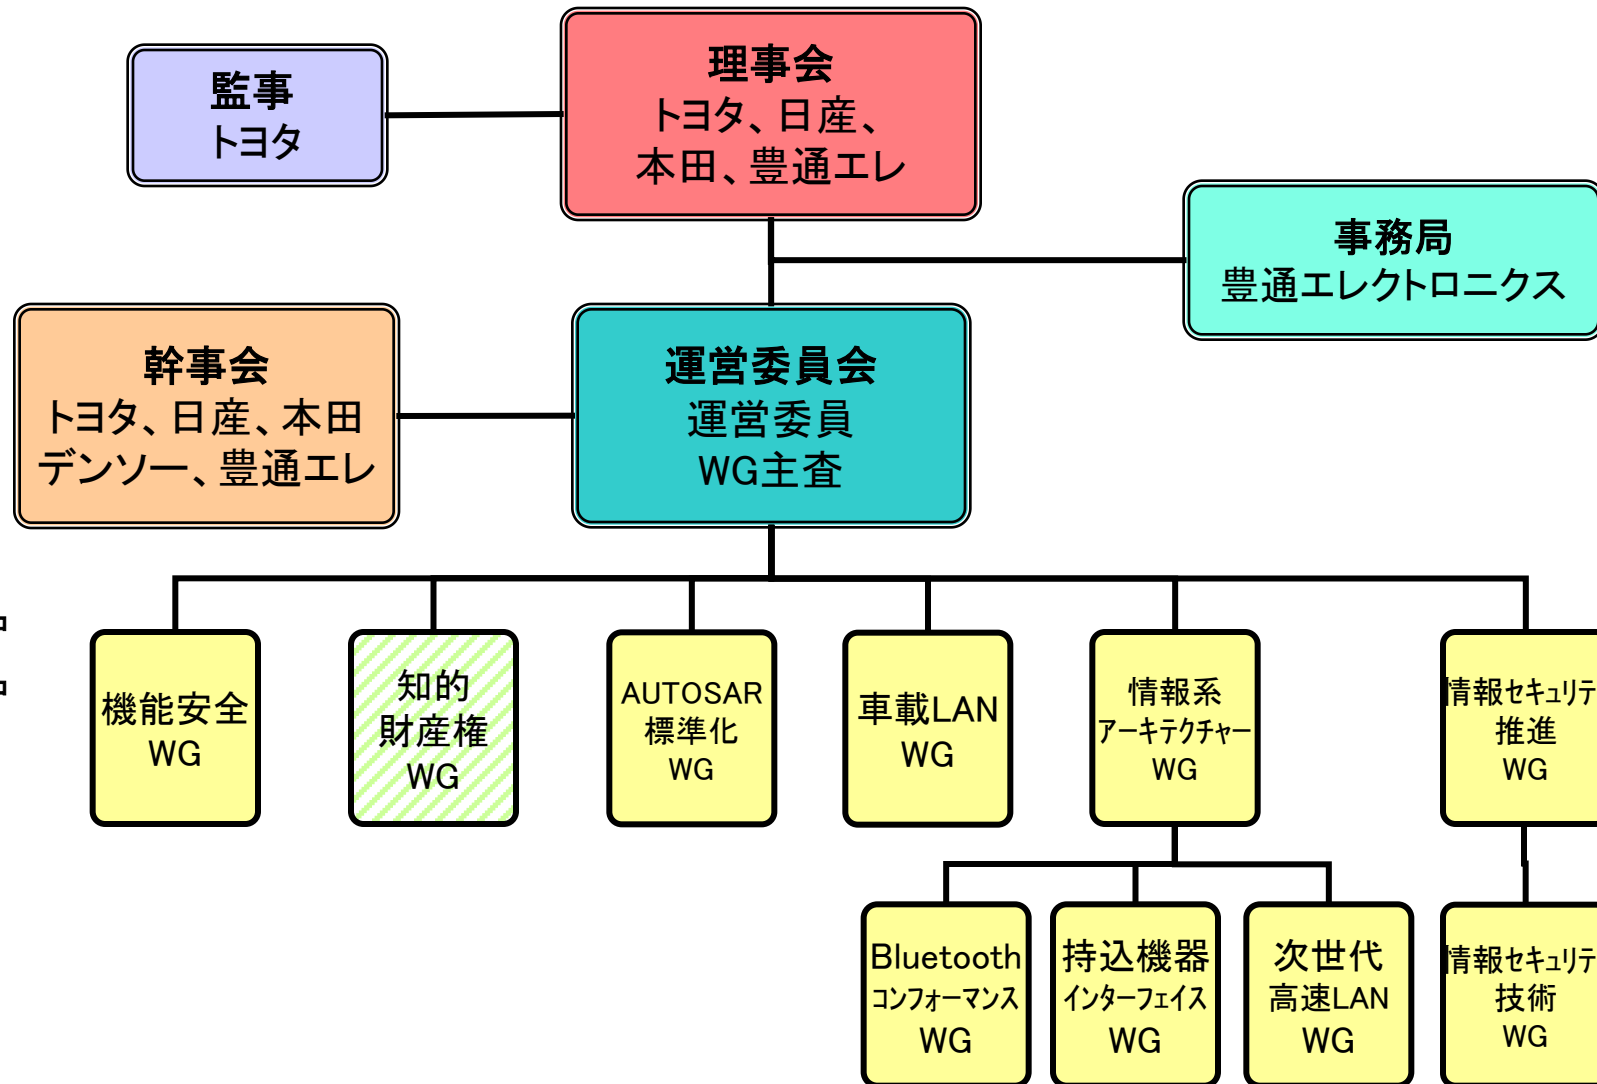 理事会
トヨタ、日産、
本田、豊通エレ
監事
トヨタ
事務局
豊通エレクトロニクス
幹事会
トヨタ、日産、本田
デンソー、豊通エレ
運営委員会
運営委員
WG主査
機能安全
WG
知的
財産権
WG
AUTOSAR
標準化
WG
車載LAN
WG
情報系
アーキテクチャー
WG
情報セキュリテ
推進
WG
Bluetooth
コンフォーマンス
WG
持込機器
インターフェイス
WG
次世代
高速LAN
WG
情報セキュリテ
技術
WG